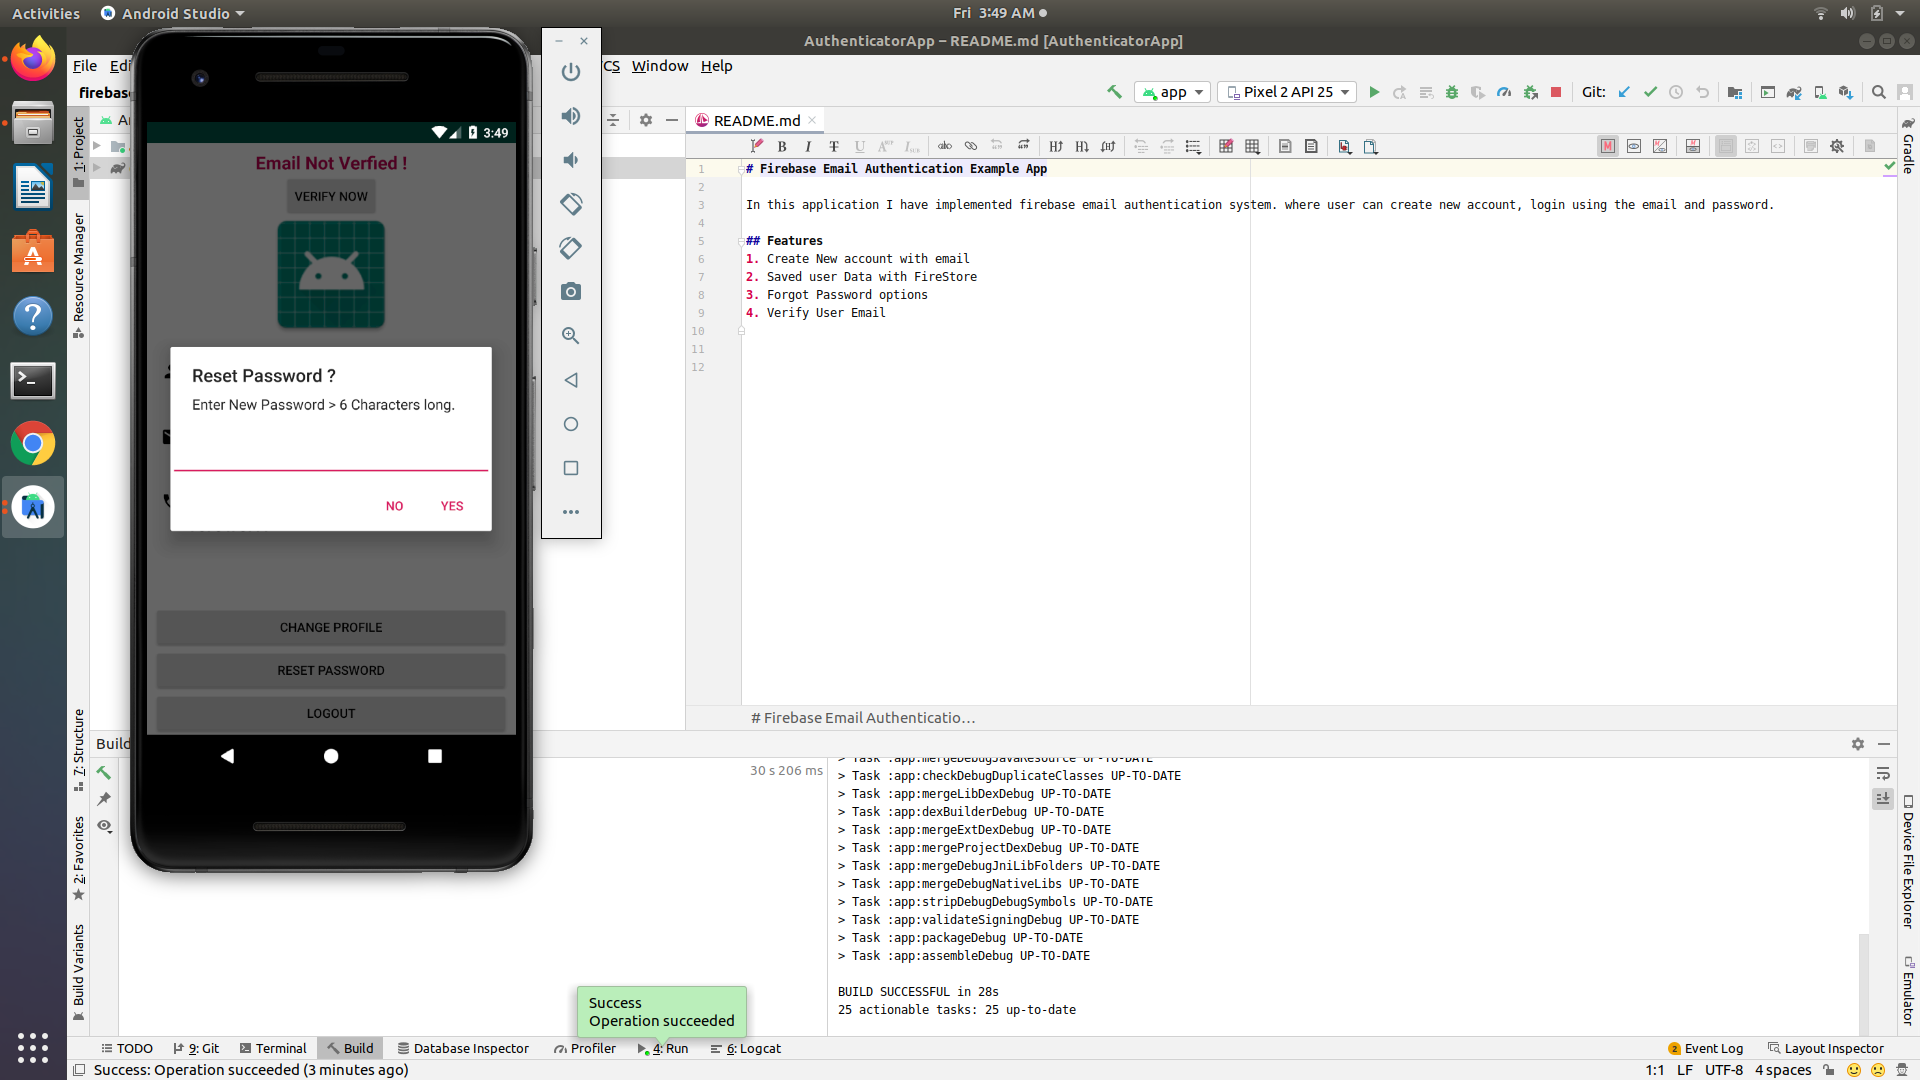 Activities
Android Studio
Fri 3:49 AM
AuthenticatorApp – README.md [AuthenticatorApp]
File
Window
Help
app
Pixel 2 API 25
Git:
README.md
1: Project
Resource Manager
7: Structure
2: Favorites
Build Variants
Gradle
Device File Explorer
Emulator
3:49
Email Not Verfied !
VERIFY NOW
Reset Password ?
Enter New Password > 6 Characters long.
NO
YES
CHANGE PROFILE
RESET PASSWORD
LOGOUT
1 # Firebase Email Authentication Example App
2
3 In this application I have implemented firebase email authentication system. where user can create new account, login using the email and password.
4
5 ## Features
6 1. Create New account with email
7 2. Saved user Data with FireStore
8 3. Forgot Password options
9 4. Verify User Email
10
11
12
# Firebase Email Authenticatio…
Build
30 s 206 ms
> Task :app:mergeDebugJavaResource UP-TO-DATE
> Task :app:checkDebugDuplicateClasses UP-TO-DATE
> Task :app:mergeLibDexDebug UP-TO-DATE
> Task :app:dexBuilderDebug UP-TO-DATE
> Task :app:mergeExtDexDebug UP-TO-DATE
> Task :app:mergeProjectDexDebug UP-TO-DATE
> Task :app:mergeDebugJniLibFolders UP-TO-DATE
> Task :app:mergeDebugNativeLibs UP-TO-DATE
> Task :app:stripDebugDebugSymbols UP-TO-DATE
> Task :app:validateSigningDebug UP-TO-DATE
> Task :app:packageDebug UP-TO-DATE
> Task :app:assembleDebug UP-TO-DATE
BUILD SUCCESSFUL in 28s
25 actionable tasks: 25 up-to-date
Success
Operation succeeded
TODO
9: Git
Terminal
Build
Database Inspector
Profiler
4: Run
6: Logcat
2 Event Log
Layout Inspector
Success: Operation succeeded (3 minutes ago)
1:1 LF UTF-8 4 spaces